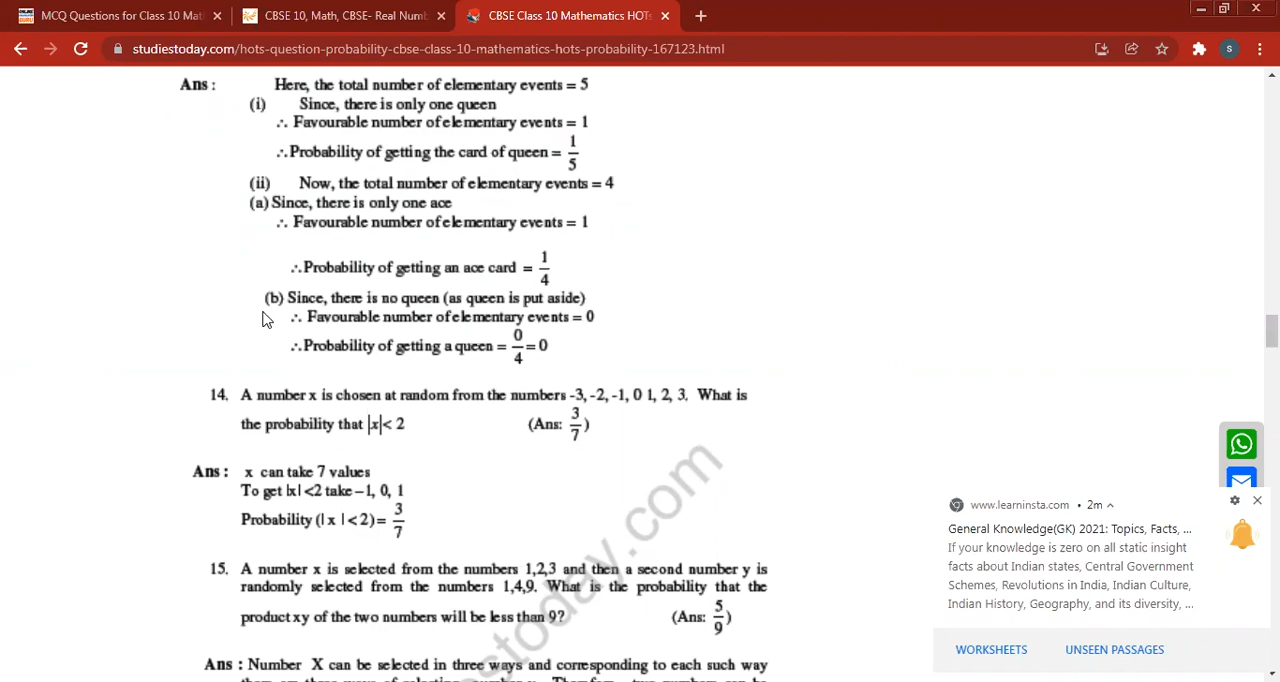 MCQ Questions for Class 10 Math
CBSE 10, Math, CBSE- Real Numb
CBSE Class 10 Mathematics HOTs
studiestoday.com/hots-question-probability-cbse-class-10-mathematics-hots-probability-167123.html
S
Ans : Here, the total number of elementary events = 5
(i) Since, there is only one queen
∴ Favourable number of elementary events = 1
∴Probability of getting the card of queen = 1/5
(ii) Now, the total number of elementary events = 4
(a) Since, there is only one ace
∴ Favourable number of elementary events = 1
∴Probability of getting an ace card = 1/4
(b) Since, there is no queen (as queen is put aside)
∴ Favourable number of elementary events = 0
∴Probability of getting a queen = 0/4 = 0
14. A number x is chosen at random from the numbers -3, -2, -1, 0 1, 2, 3. What is
the probability that |x|< 2 (Ans: 3/7)
Ans : x can take 7 values
To get |x| <2 take –1, 0, 1
Probability (| x | < 2) = 3/7
15. A number x is selected from the numbers 1,2,3 and then a second number y is
randomly selected from the numbers 1,4,9. What is the probability that the
product xy of the two numbers will be less than 9? (Ans: 5/9)
Ans : Number X can be selected in three ways and corresponding to each such way
www.learninsta.com • 2m
General Knowledge(GK) 2021: Topics, Facts, ...
If your knowledge is zero on all static insight
facts about Indian states, Central Government
Schemes, Revolutions in India, Indian Culture,
Indian History, Geography, and its diversity, ...
WORKSHEETS UNSEEN PASSAGES
stoday.com